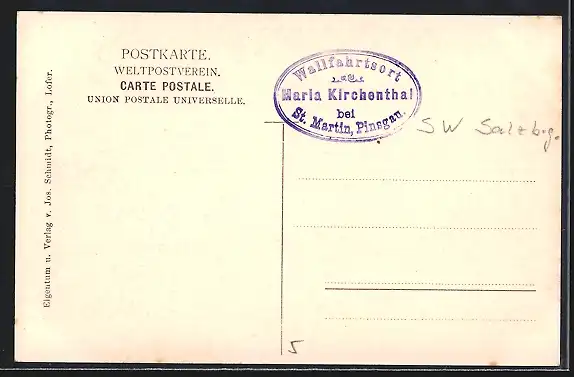 POSTKARTE.
WELTPOSTVEREIN.
CARTE POSTALE.
UNION POSTALE UNIVERSELLE.
Wallfahrtsort
Maria Kirchenthal
bei
St. Martin, Pinsgau.
SW Salzbg.
Eigentum u. Verlag v. Jos. Schmidt, Photogr., Lofer.
5